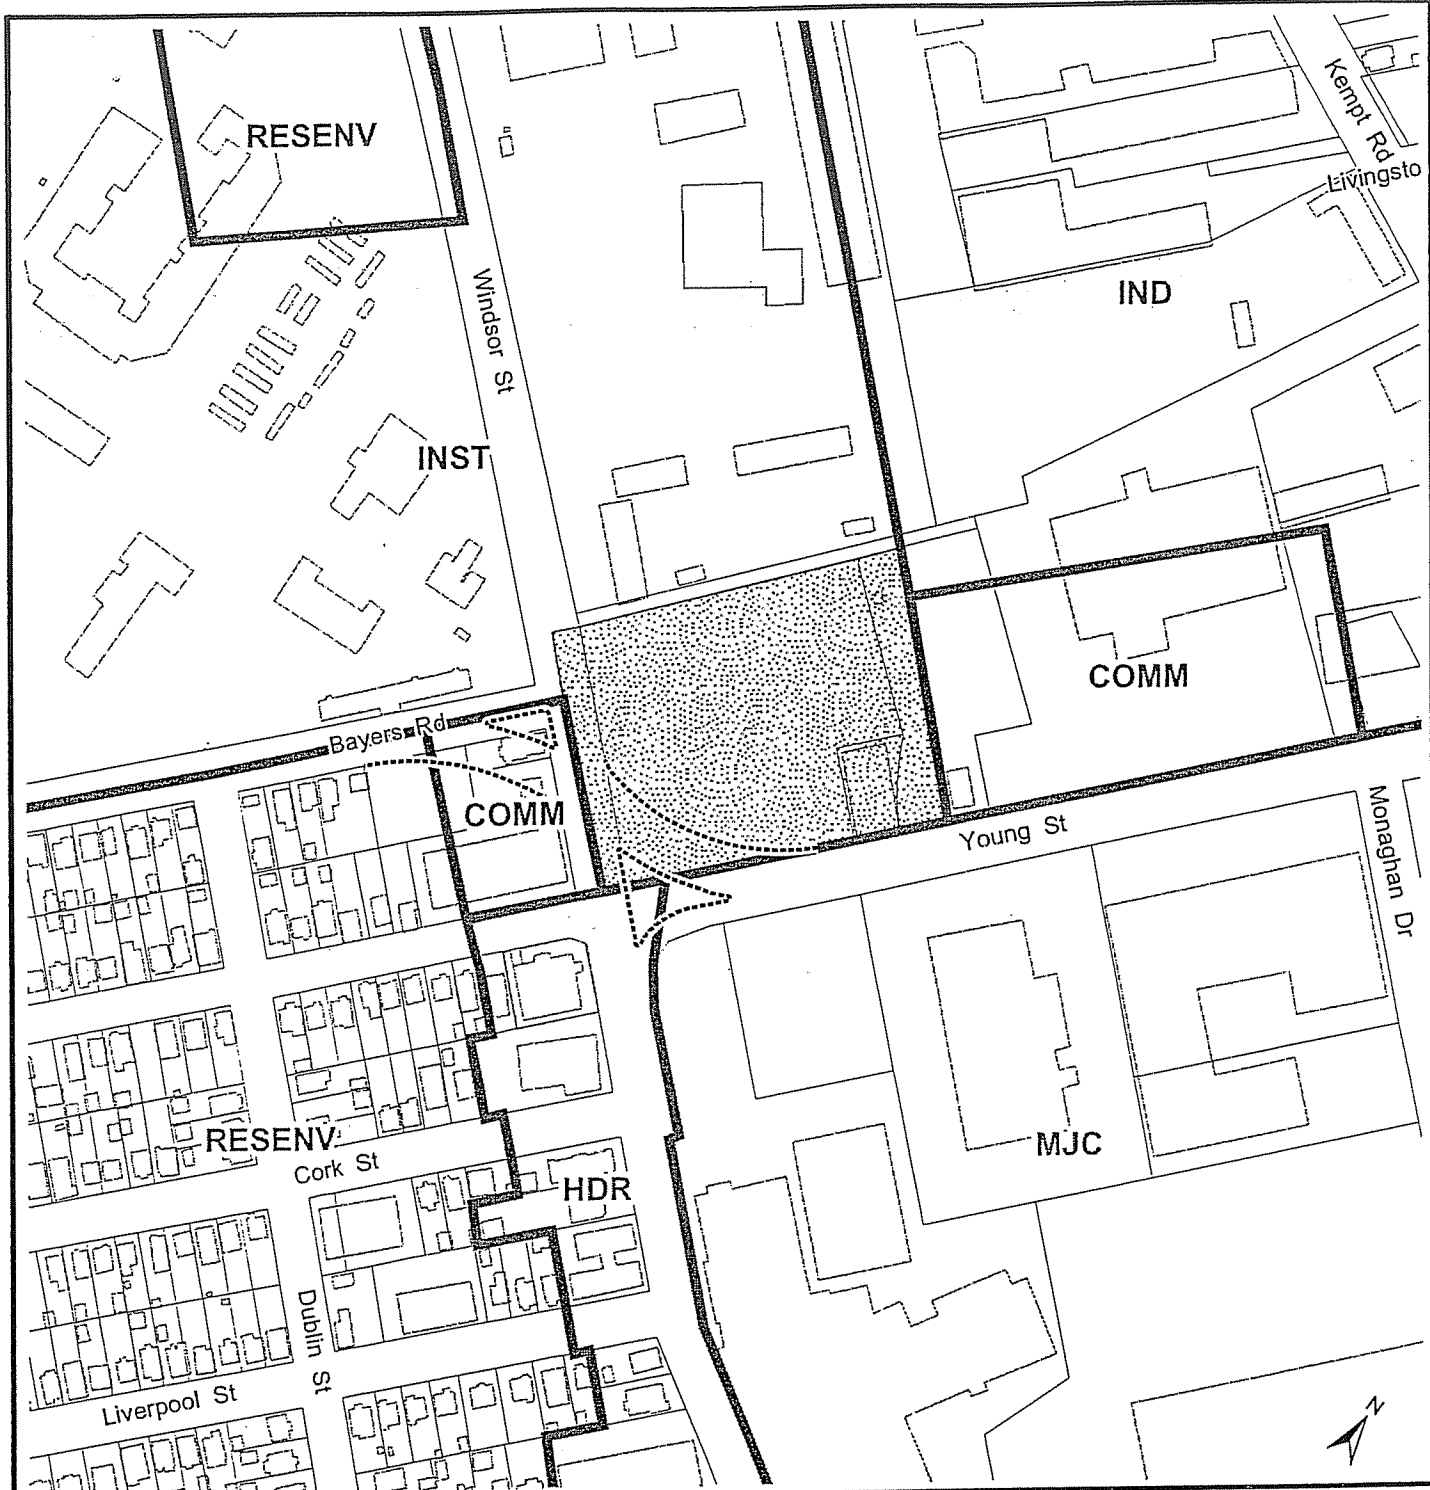 RESENV
Kempt Rd
Livingsto
Windsor St
IND
INST
COMM
Bayers Rd
COMM
Young St
Monaghan Dr
RESENV
Cork St
MJC
HDR
Dublin St
Liverpool St
N